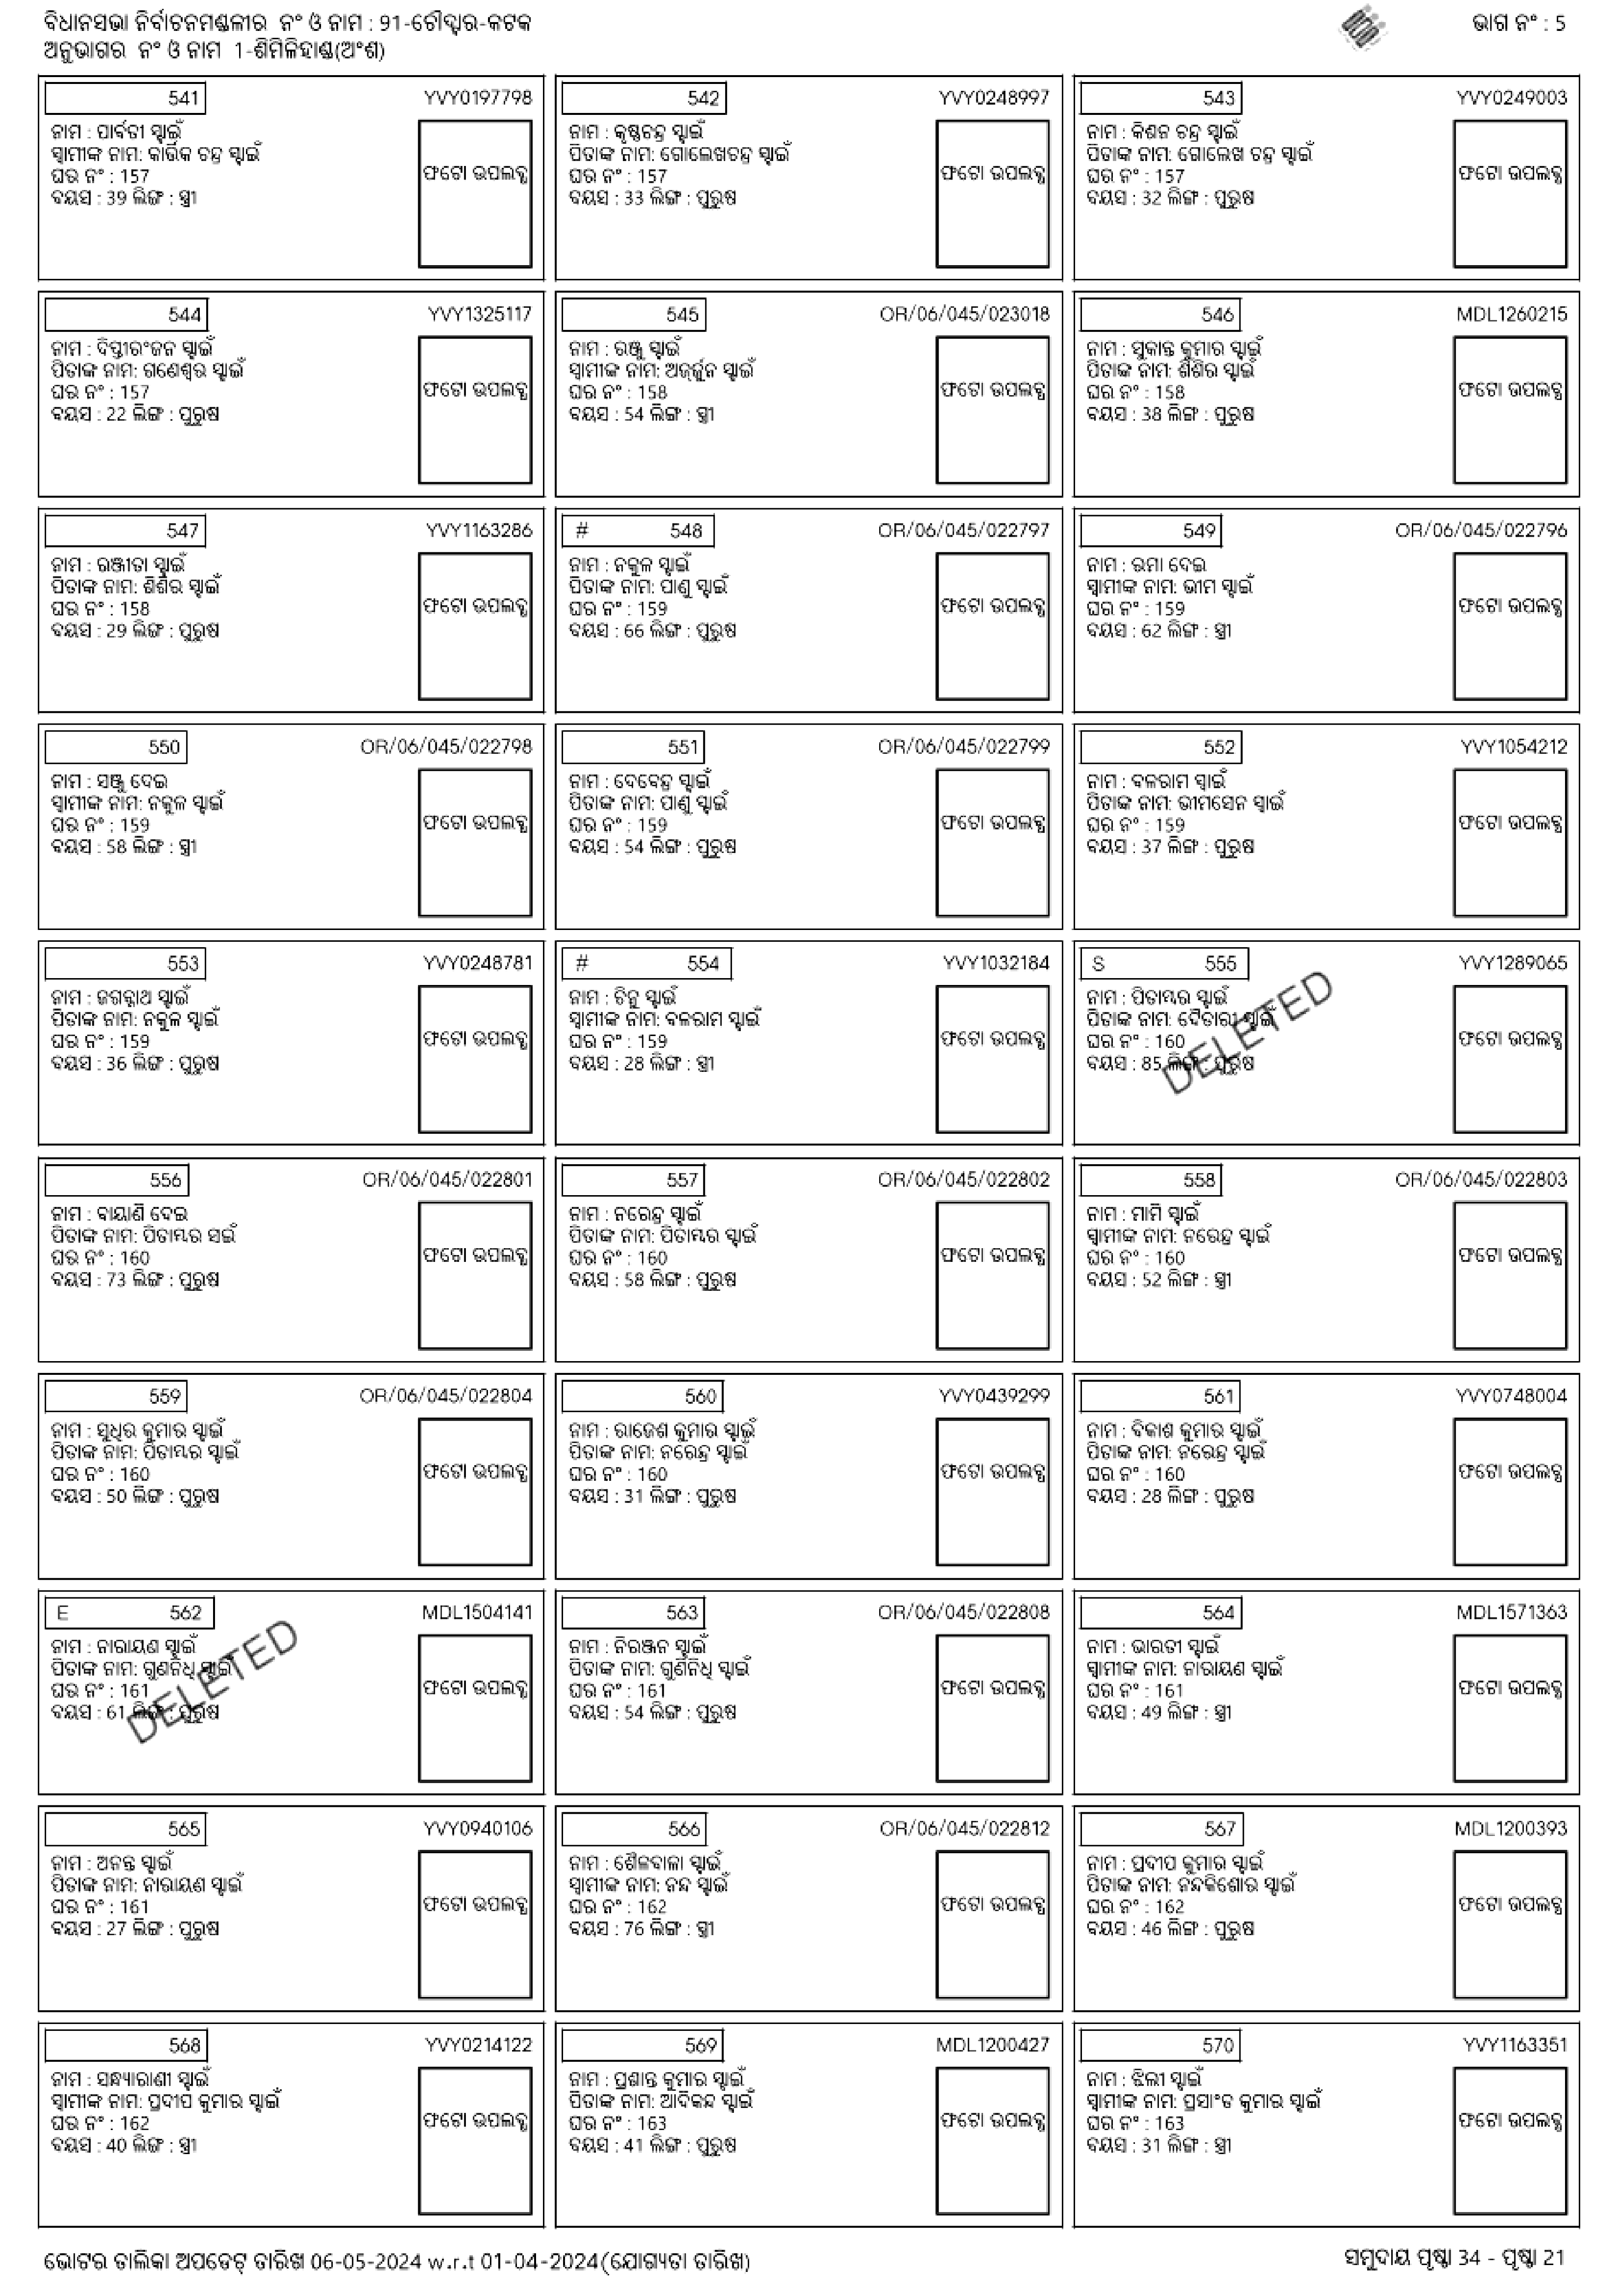 ବିଧାନସଭା ନିର୍ବାଚନମଣ୍ଡଳୀର ନଂ ଓ ନାମ : 91-ଚୌଦ୍ୱାର-କଟକ
ଅନୁଭାଗର ନଂ ଓ ନାମ 1-ଶିମିଳିହାଣ୍ଡ(ଅଂଶ)
ଭାଗ ନଂ : 5
541 YVY0197798
ନାମ : ପାର୍ବତୀ ସ୍ୱାଇଁ
ସ୍ୱାମୀଙ୍କ ନାମ: କାର୍ତ୍ତିକ ଚନ୍ଦ୍ର ସ୍ୱାଇଁ
ଘର ନଂ : 157
ବୟସ : 39 ଲିଙ୍ଗ : ସ୍ତ୍ରୀ
ଫଟୋ ଉପଲବ୍ଧ
542 YVY0248997
ନାମ : କୃଷ୍ଣଚନ୍ଦ୍ର ସ୍ୱାଇଁ
ପିତାଙ୍କ ନାମ: ଗୋଲେଖଚନ୍ଦ୍ର ସ୍ୱାଇଁ
ଘର ନଂ : 157
ବୟସ : 33 ଲିଙ୍ଗ : ପୁରୁଷ
ଫଟୋ ଉପଲବ୍ଧ
543 YVY0249003
ନାମ : କିଶନ ଚନ୍ଦ୍ର ସ୍ୱାଇଁ
ପିତାଙ୍କ ନାମ: ଗୋଲେଖ ଚନ୍ଦ୍ର ସ୍ୱାଇଁ
ଘର ନଂ : 157
ବୟସ : 32 ଲିଙ୍ଗ : ପୁରୁଷ
ଫଟୋ ଉପଲବ୍ଧ
544 YVY1325117
ନାମ : ଦିପ୍ତୀରଂଜନ ସ୍ୱାଇଁ
ପିତାଙ୍କ ନାମ: ଗଣେଶ୍ୱର ସ୍ୱାଇଁ
ଘର ନଂ : 157
ବୟସ : 22 ଲିଙ୍ଗ : ପୁରୁଷ
ଫଟୋ ଉପଲବ୍ଧ
545 OR/06/045/023018
ନାମ : ରଞ୍ଜୁ ସ୍ୱାଇଁ
ସ୍ୱାମୀଙ୍କ ନାମ: ଅର୍ଜ୍ଜୁନ ସ୍ୱାଇଁ
ଘର ନଂ : 158
ବୟସ : 54 ଲିଙ୍ଗ : ସ୍ତ୍ରୀ
ଫଟୋ ଉପଲବ୍ଧ
546 MDL1260215
ନାମ : ସୁକାନ୍ତ କୁମାର ସ୍ୱାଇଁ
ପିତାଙ୍କ ନାମ: ଶିଶିର ସ୍ୱାଇଁ
ଘର ନଂ : 158
ବୟସ : 38 ଲିଙ୍ଗ : ପୁରୁଷ
ଫଟୋ ଉପଲବ୍ଧ
547 YVY1163286
ନାମ : ରଞ୍ଜୀତା ସ୍ୱାଇଁ
ପିତାଙ୍କ ନାମ: ଶିଶିର ସ୍ୱାଇଁ
ଘର ନଂ : 158
ବୟସ : 29 ଲିଙ୍ଗ : ପୁରୁଷ
ଫଟୋ ଉପଲବ୍ଧ
# 548 OR/06/045/022797
ନାମ : ନକୁଳ ସ୍ୱାଇଁ
ପିତାଙ୍କ ନାମ: ପାଣୁ ସ୍ୱାଇଁ
ଘର ନଂ : 159
ବୟସ : 66 ଲିଙ୍ଗ : ପୁରୁଷ
ଫଟୋ ଉପଲବ୍ଧ
549 OR/06/045/022796
ନାମ : ରମା ଦେଇ
ସ୍ୱାମୀଙ୍କ ନାମ: ଭୀମ ସ୍ୱାଇଁ
ଘର ନଂ : 159
ବୟସ : 62 ଲିଙ୍ଗ : ସ୍ତ୍ରୀ
ଫଟୋ ଉପଲବ୍ଧ
550 OR/06/045/022798
ନାମ : ସଞ୍ଜୁ ଦେଇ
ସ୍ୱାମୀଙ୍କ ନାମ: ନକୁଳ ସ୍ୱାଇଁ
ଘର ନଂ : 159
ବୟସ : 58 ଲିଙ୍ଗ : ସ୍ତ୍ରୀ
ଫଟୋ ଉପଲବ୍ଧ
551 OR/06/045/022799
ନାମ : ଦେବେନ୍ଦ୍ର ସ୍ୱାଇଁ
ପିତାଙ୍କ ନାମ: ପାଣୁ ସ୍ୱାଇଁ
ଘର ନଂ : 159
ବୟସ : 54 ଲିଙ୍ଗ : ପୁରୁଷ
ଫଟୋ ଉପଲବ୍ଧ
552 YVY1054212
ନାମ : ବଳରାମ ସ୍ୱାଇଁ
ପିତାଙ୍କ ନାମ: ଭୀମସେନ ସ୍ୱାଇଁ
ଘର ନଂ : 159
ବୟସ : 37 ଲିଙ୍ଗ : ପୁରୁଷ
ଫଟୋ ଉପଲବ୍ଧ
553 YVY0248781
ନାମ : ଜଗନ୍ନାଥ ସ୍ୱାଇଁ
ପିତାଙ୍କ ନାମ: ନକୁଳ ସ୍ୱାଇଁ
ଘର ନଂ : 159
ବୟସ : 36 ଲିଙ୍ଗ : ପୁରୁଷ
ଫଟୋ ଉପଲବ୍ଧ
# 554 YVY1032184
ନାମ : ଟିନୁ ସ୍ୱାଇଁ
ସ୍ୱାମୀଙ୍କ ନାମ: ବଳରାମ ସ୍ୱାଇଁ
ଘର ନଂ : 159
ବୟସ : 28 ଲିଙ୍ଗ : ସ୍ତ୍ରୀ
ଫଟୋ ଉପଲବ୍ଧ
S 555 YVY1289065
ନାମ : ପିତାମ୍ବର ସ୍ୱାଇଁ
ପିତାଙ୍କ ନାମ: ଦୈତାରୀ ସ୍ୱାଇଁ
ଘର ନଂ : 160
ବୟସ : 85 ଲିଙ୍ଗ : ପୁରୁଷ
DELETED
ଫଟୋ ଉପଲବ୍ଧ
556 OR/06/045/022801
ନାମ : ବାୟାଣି ଦେଇ
ପିତାଙ୍କ ନାମ: ପିତାମ୍ବର ସଇଁ
ଘର ନଂ : 160
ବୟସ : 73 ଲିଙ୍ଗ : ପୁରୁଷ
ଫଟୋ ଉପଲବ୍ଧ
557 OR/06/045/022802
ନାମ : ନରେନ୍ଦ୍ର ସ୍ୱାଇଁ
ପିତାଙ୍କ ନାମ: ପିତାମ୍ବର ସ୍ୱାଇଁ
ଘର ନଂ : 160
ବୟସ : 58 ଲିଙ୍ଗ : ପୁରୁଷ
ଫଟୋ ଉପଲବ୍ଧ
558 OR/06/045/022803
ନାମ : ମାମି ସ୍ୱାଇଁ
ସ୍ୱାମୀଙ୍କ ନାମ: ନରେନ୍ଦ୍ର ସ୍ୱାଇଁ
ଘର ନଂ : 160
ବୟସ : 52 ଲିଙ୍ଗ : ସ୍ତ୍ରୀ
ଫଟୋ ଉପଲବ୍ଧ
559 OR/06/045/022804
ନାମ : ସୁଧିର କୁମାର ସ୍ୱାଇଁ
ପିତାଙ୍କ ନାମ: ପିତାମ୍ବର ସ୍ୱାଇଁ
ଘର ନଂ : 160
ବୟସ : 50 ଲିଙ୍ଗ : ପୁରୁଷ
ଫଟୋ ଉପଲବ୍ଧ
560 YVY0439299
ନାମ : ରାଜେଶ କୁମାର ସ୍ୱାଇଁ
ପିତାଙ୍କ ନାମ: ନରେନ୍ଦ୍ର ସ୍ୱାଇଁ
ଘର ନଂ : 160
ବୟସ : 31 ଲିଙ୍ଗ : ପୁରୁଷ
ଫଟୋ ଉପଲବ୍ଧ
561 YVY0748004
ନାମ : ବିକାଶ କୁମାର ସ୍ୱାଇଁ
ପିତାଙ୍କ ନାମ: ନରେନ୍ଦ୍ର ସ୍ୱାଇଁ
ଘର ନଂ : 160
ବୟସ : 28 ଲିଙ୍ଗ : ପୁରୁଷ
ଫଟୋ ଉପଲବ୍ଧ
E 562 MDL1504141
ନାମ : ନାରାୟଣ ସ୍ୱାଇଁ
ପିତାଙ୍କ ନାମ: ଗୁଣନିଧି ସ୍ୱାଇଁ
ଘର ନଂ : 161
ବୟସ : 61 ଲିଙ୍ଗ : ପୁରୁଷ
DELETED
ଫଟୋ ଉପଲବ୍ଧ
563 OR/06/045/022808
ନାମ : ନିରଞ୍ଜନ ସ୍ୱାଇଁ
ପିତାଙ୍କ ନାମ: ଗୁଣିନିଧି ସ୍ୱାଇଁ
ଘର ନଂ : 161
ବୟସ : 54 ଲିଙ୍ଗ : ପୁରୁଷ
ଫଟୋ ଉପଲବ୍ଧ
564 MDL1571363
ନାମ : ଭାରତୀ ସ୍ୱାଇଁ
ସ୍ୱାମୀଙ୍କ ନାମ: ନାରାୟଣ ସ୍ୱାଇଁ
ଘର ନଂ : 161
ବୟସ : 49 ଲିଙ୍ଗ : ସ୍ତ୍ରୀ
ଫଟୋ ଉପଲବ୍ଧ
565 YVY0940106
ନାମ : ଅନନ୍ତ ସ୍ୱାଇଁ
ପିତାଙ୍କ ନାମ: ନାରାୟଣ ସ୍ୱାଇଁ
ଘର ନଂ : 161
ବୟସ : 27 ଲିଙ୍ଗ : ପୁରୁଷ
ଫଟୋ ଉପଲବ୍ଧ
566 OR/06/045/022812
ନାମ : ଶୈଳବାଳା ସ୍ୱାଇଁ
ସ୍ୱାମୀଙ୍କ ନାମ: ନନ୍ଦ ସ୍ୱାଇଁ
ଘର ନଂ : 162
ବୟସ : 76 ଲିଙ୍ଗ : ସ୍ତ୍ରୀ
ଫଟୋ ଉପଲବ୍ଧ
567 MDL1200393
ନାମ : ପ୍ରଦୀପ କୁମାର ସ୍ୱାଇଁ
ପିତାଙ୍କ ନାମ: ନନ୍ଦକିଶୋର ସ୍ୱାଇଁ
ଘର ନଂ : 162
ବୟସ : 46 ଲିଙ୍ଗ : ପୁରୁଷ
ଫଟୋ ଉପଲବ୍ଧ
568 YVY0214122
ନାମ : ସନ୍ଧ୍ୟାରାଣୀ ସ୍ୱାଇଁ
ସ୍ୱାମୀଙ୍କ ନାମ: ପ୍ରଦୀପ କୁମାର ସ୍ୱାଇଁ
ଘର ନଂ : 162
ବୟସ : 40 ଲିଙ୍ଗ : ସ୍ତ୍ରୀ
ଫଟୋ ଉପଲବ୍ଧ
569 MDL1200427
ନାମ : ପ୍ରଶାନ୍ତ କୁମାର ସ୍ୱାଇଁ
ପିତାଙ୍କ ନାମ: ଆଦିକନ୍ଦ ସ୍ୱାଇଁ
ଘର ନଂ : 163
ବୟସ : 41 ଲିଙ୍ଗ : ପୁରୁଷ
ଫଟୋ ଉପଲବ୍ଧ
570 YVY1163351
ନାମ : ଝିଲୀ ସ୍ୱାଇଁ
ସ୍ୱାମୀଙ୍କ ନାମ: ପ୍ରସାଂତ କୁମାର ସ୍ୱାଇଁ
ଘର ନଂ : 163
ବୟସ : 31 ଲିଙ୍ଗ : ସ୍ତ୍ରୀ
ଫଟୋ ଉପଲବ୍ଧ
ଭୋଟର ତାଲିକା ଅପଡେଟ୍ ତାରିଖ 06-05-2024 w.r.t 01-04-2024(ଯୋଗ୍ୟତା ତାରିଖ)
ସମୁଦାୟ ପୃଷ୍ଠା 34 - ପୃଷ୍ଠା 21